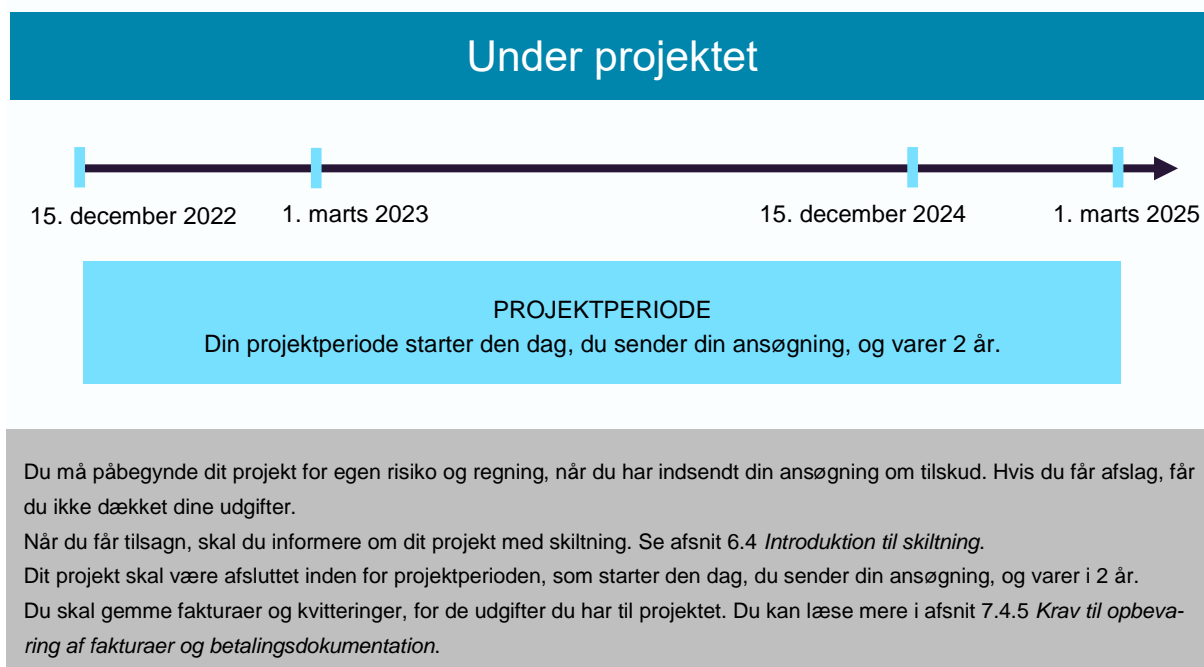 Under projektet
15. december 2022
1. marts 2023
15. december 2024
1. marts 2025
PROJEKTPERIODE
Din projektperiode starter den dag, du sender din ansøgning, og varer 2 år.
Du må påbegynde dit projekt for egen risiko og regning, når du har indsendt din ansøgning om tilskud. Hvis du får afslag, får
du ikke dækket dine udgifter.
Når du får tilsagn, skal du informere om dit projekt med skiltning. Se afsnit 6.4 Introduktion til skiltning.
Dit projekt skal være afsluttet inden for projektperioden, som starter den dag, du sender din ansøgning, og varer i 2 år.
Du skal gemme fakturaer og kvitteringer, for de udgifter du har til projektet. Du kan læse mere i afsnit 7.4.5 Krav til opbeva-
ring af fakturaer og betalingsdokumentation.